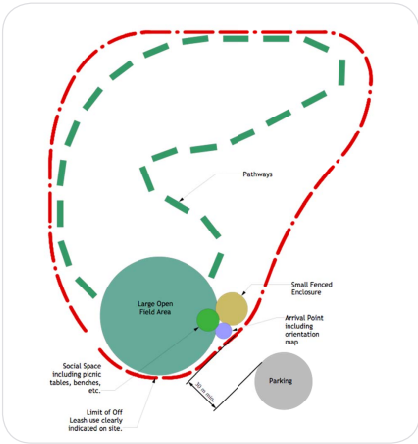 Pathways
Large Open
Field Area
Small Fenced
Enclosure
Arrival Point
including
orientation
map
Social Space
including picnic
tables, benches,
etc.
Parking
30 m min
Limit of Off
Leash use clearly
indicated on site.